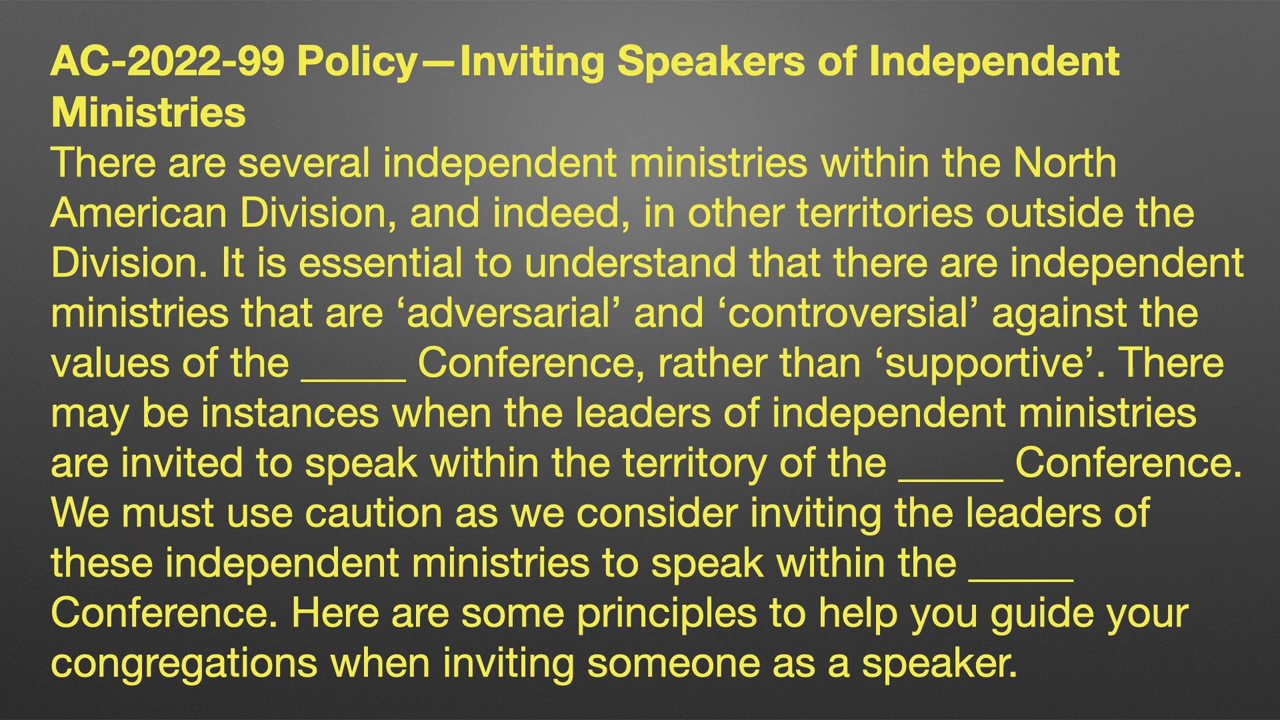 AC-2022-99 Policy—Inviting Speakers of Independent
Ministries
There are several independent ministries within the North
American Division, and indeed, in other territories outside the
Division. It is essential to understand that there are independent
ministries that are ‘adversarial’ and ‘controversial’ against the
values of the _____ Conference, rather than ‘supportive’. There
may be instances when the leaders of independent ministries
are invited to speak within the territory of the _____ Conference.
We must use caution as we consider inviting the leaders of
these independent ministries to speak within the _____
Conference. Here are some principles to help you guide your
congregations when inviting someone as a speaker.